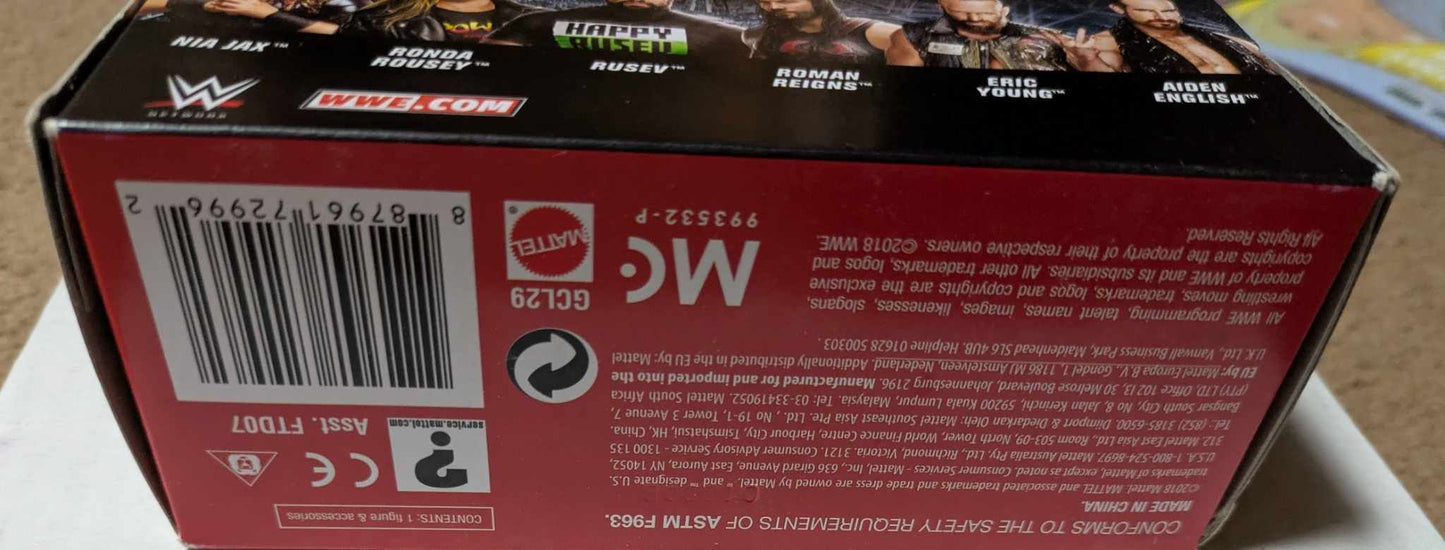 NIA JAX™
RONDA
ROUSEY™
HAPPY
RUSEV
RUSEV™
ROMAN
REIGNS™
ERIC
YOUNG™
AIDEN
ENGLISH™
W
NETWORK
WWE.COM
CONFORMS TO THE SAFETY REQUIREMENTS OF ASTM F963.
MADE IN CHINA.
©2018 Mattel. MATTEL and associated trademarks and trade dress are owned by Mattel. ® and ™ designate U.S.
trademarks of Mattel, except as noted. Consumer Services - Mattel, Inc., 636 Girard Avenue, East Aurora, NY 14052,
U.S.A. 1-800-524-8697. Mattel Australia Pty. Ltd., Richmond, Victoria. 3121. Consumer Advisory Service - 1300 135
312. Mattel East Asia Ltd., Room 503-09, North Tower, World Finance Centre, Harbour City, Tsimshatsui, HK, China.
Tel.: (852) 3185-6500. Diimport & Diedarkan Oleh: Mattel Southeast Asia Pte. Ltd., No 19-1, Tower 3 Avenue 7,
Bangsar South City, No 8, Jalan Kerinchi, 59200 Kuala Lumpur, Malaysia. Tel: 03-33419052. Mattel South Africa
(PTY) LTD, Office 102 I3, 30 Melrose Boulevard, Johannesburg 2196. Manufactured for and imported into the
EU by: Mattel Europa B.V., Gondel 1, 1186 MJ Amstelveen, Nederland. Additionally distributed in the EU by: Mattel
U.K. Ltd., Vanwall Business Park, Maidenhead SL6 4UB. Helpline 01628 500303.
All WWE programming, talent names, images, likenesses, slogans,
wrestling moves, trademarks, logos and copyrights are the exclusive
property of WWE and its subsidiaries. All other trademarks, logos and
copyrights are the property of their respective owners. ©2018 WWE.
All Rights Reserved.
CONTENTS: 1 figure & accessories
CE
?
service.mattel.com
Asst. FTD07
GCL29
MATTEL
®
MC
993532-P
8 87961 72996 2